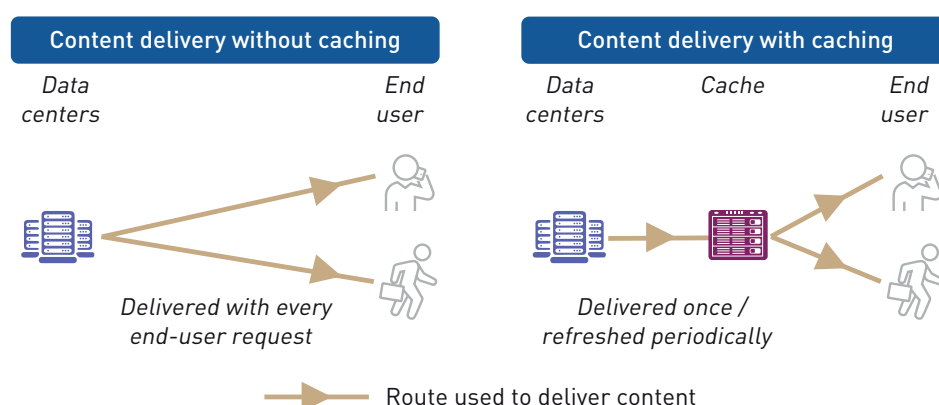 Content delivery without caching
Data
centers
End
user
Delivered with every
end-user request
Content delivery with caching
Data
centers
Cache
End
user
Delivered once /
refreshed periodically
Route used to deliver content